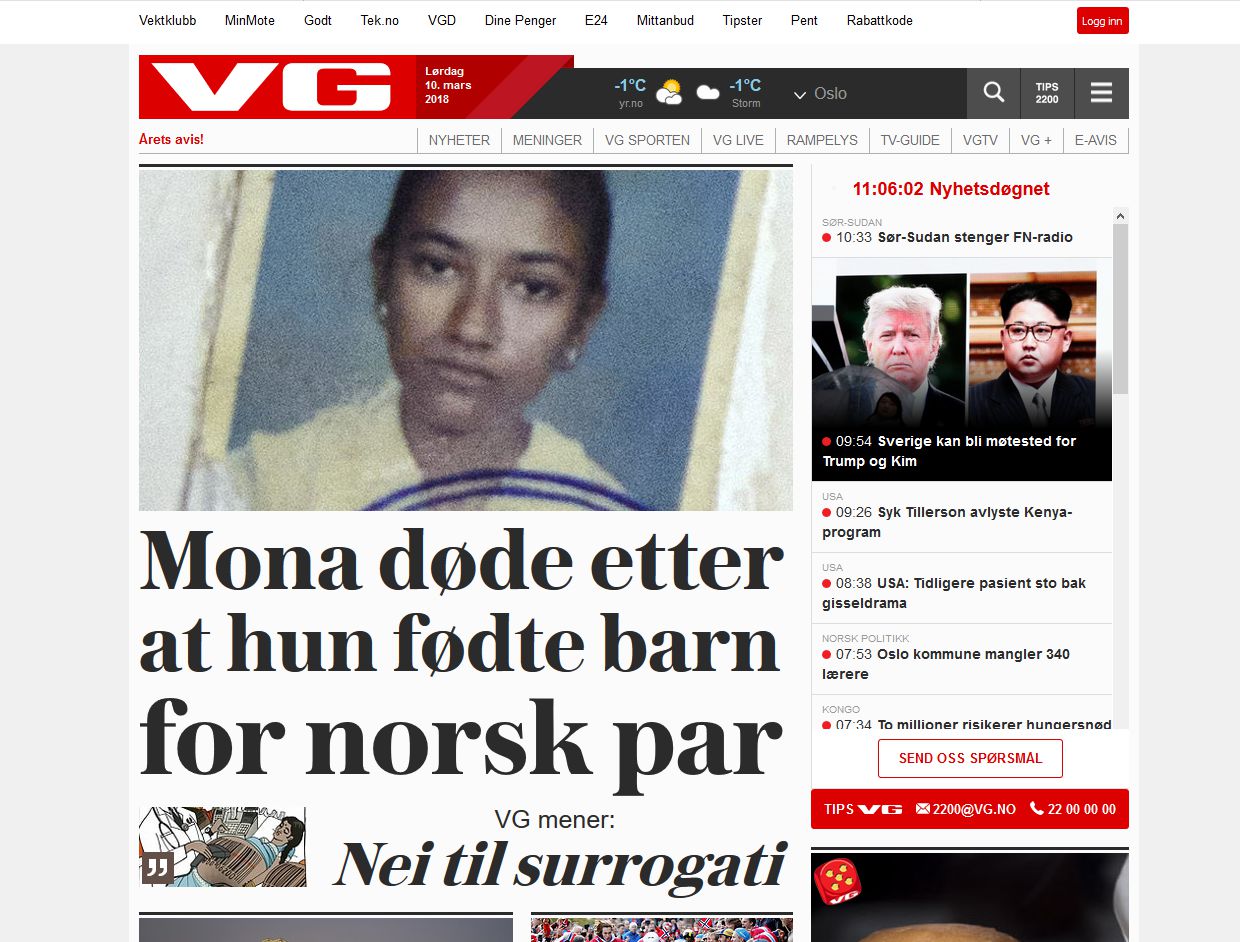 Vektklubb MinMote Godt Tek.no VGD Dine Penger E24 Mittanbud Tipster Pent Rabattkode
Logg inn
VG
Lørdag
10. mars
2018
-1°C
yr.no
-1°C
Storm
Oslo
TIPS
2200
Årets avis!
NYHETER MENINGER VG SPORTEN VG LIVE RAMPELYS TV-GUIDE VGTV VG + E-AVIS
Mona døde etter
at hun fødte barn
for norsk par
VG mener:
Nei til surrogati
11:06:02 Nyhetsdøgnet
SØR-SUDAN
10:33 Sør-Sudan stenger FN-radio
09:54 Sverige kan bli møtested for
Trump og Kim
USA
09:26 Syk Tillerson avlyste Kenya-
program
USA
08:38 USA: Tidligere pasient sto bak
gisseldrama
NORSK POLITIKK
07:53 Oslo kommune mangler 340
lærere
KONGO
07:34 To millioner risikerer hungersnød
SEND OSS SPØRSMÅL
TIPS VG 2200@VG.NO 22 00 00 00
VG